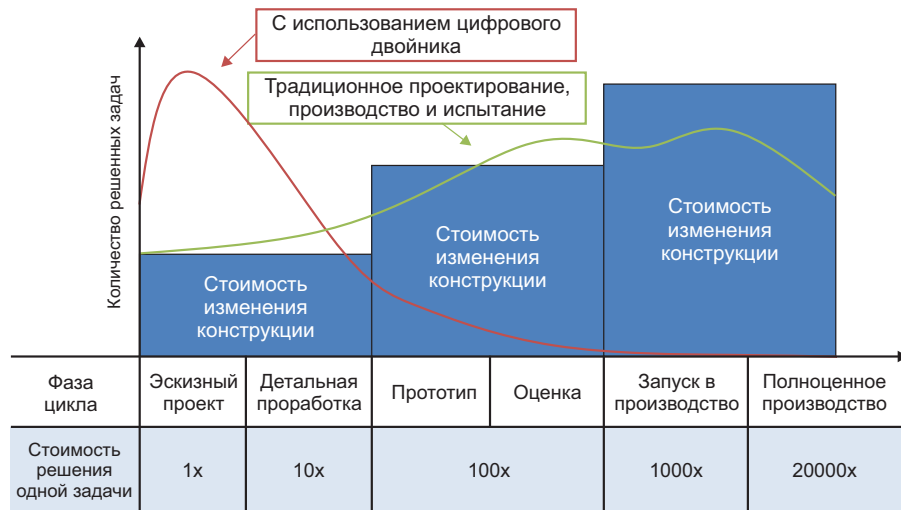 С использованием цифрового
двойника
Традиционное проектирование,
производство и испытание
Количество решенных задач
Стоимость
изменения
конструкции
Стоимость
изменения
конструкции
Стоимость
изменения
конструкции
Фаза
цикла
Эскизный
проект
Детальная
проработка
Прототип
Оценка
Запуск в
производство
Полноценное
производство
Стоимость
решения
одной задачи
1x
10x
100x
1000x
20000x